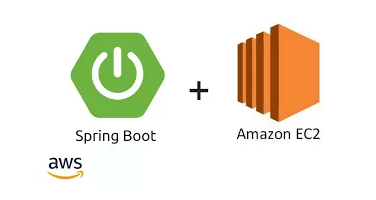 +
Spring Boot
Amazon EC2
aws